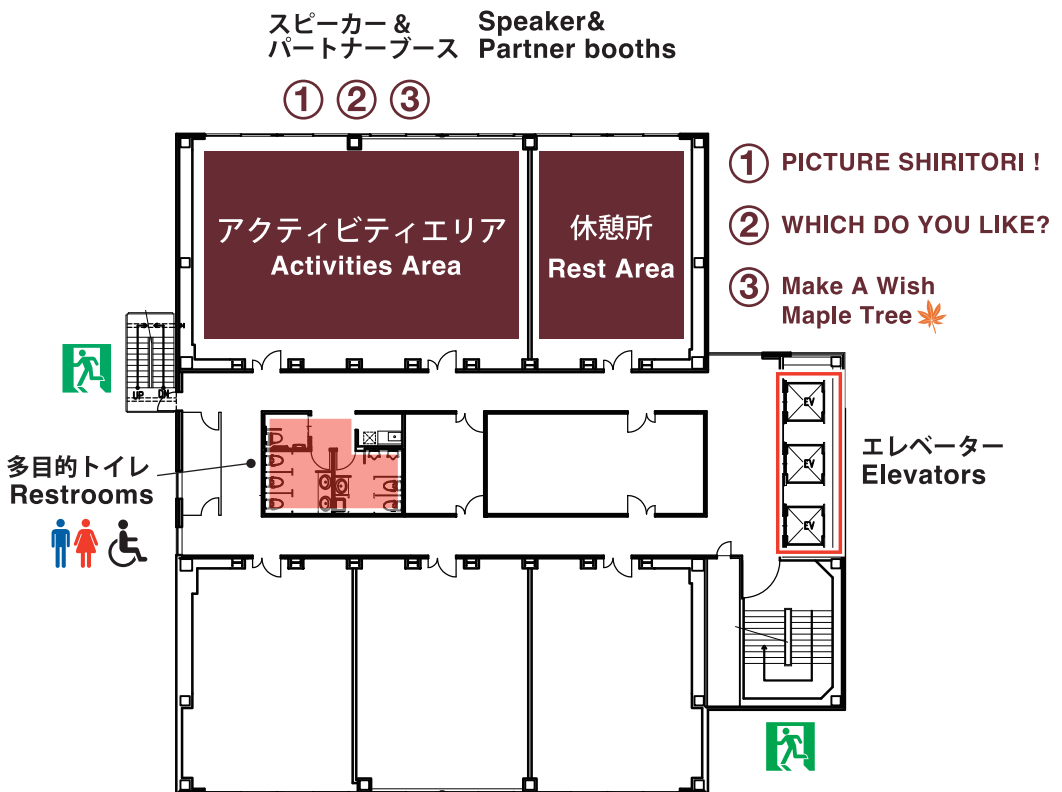 スピーカー &
パートナーブース
Speaker&
Partner booths
① ② ③
アクティビティエリア
Activities Area
休憩所
Rest Area
① PICTURE SHIRITORI !
② WHICH DO YOU LIKE?
③ Make A Wish
Maple Tree
UP DN
多目的トイレ
Restrooms
EV
EV
EV
エレベーター
Elevators